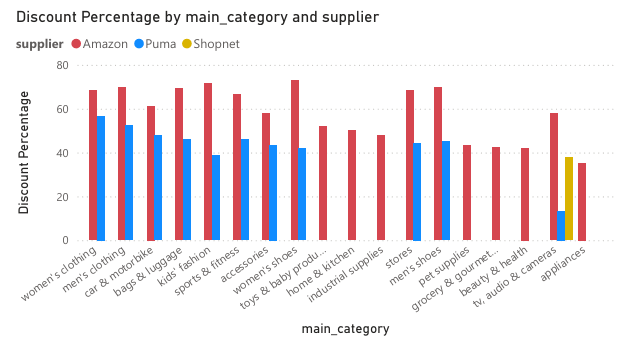 Discount Percentage by main_category and supplier
supplier Amazon Puma Shopnet
Discount Percentage
80
60
40
20
0
women's clothing
men's clothing
car & motorbike
bags & luggage
kids' fashion
sports & fitness
accessories
women's shoes
toys & baby produ...
home & kitchen
industrial supplies
stores
men's shoes
pet supplies
grocery & gourmet...
beauty & health
tv, audio & cameras
appliances
main_category